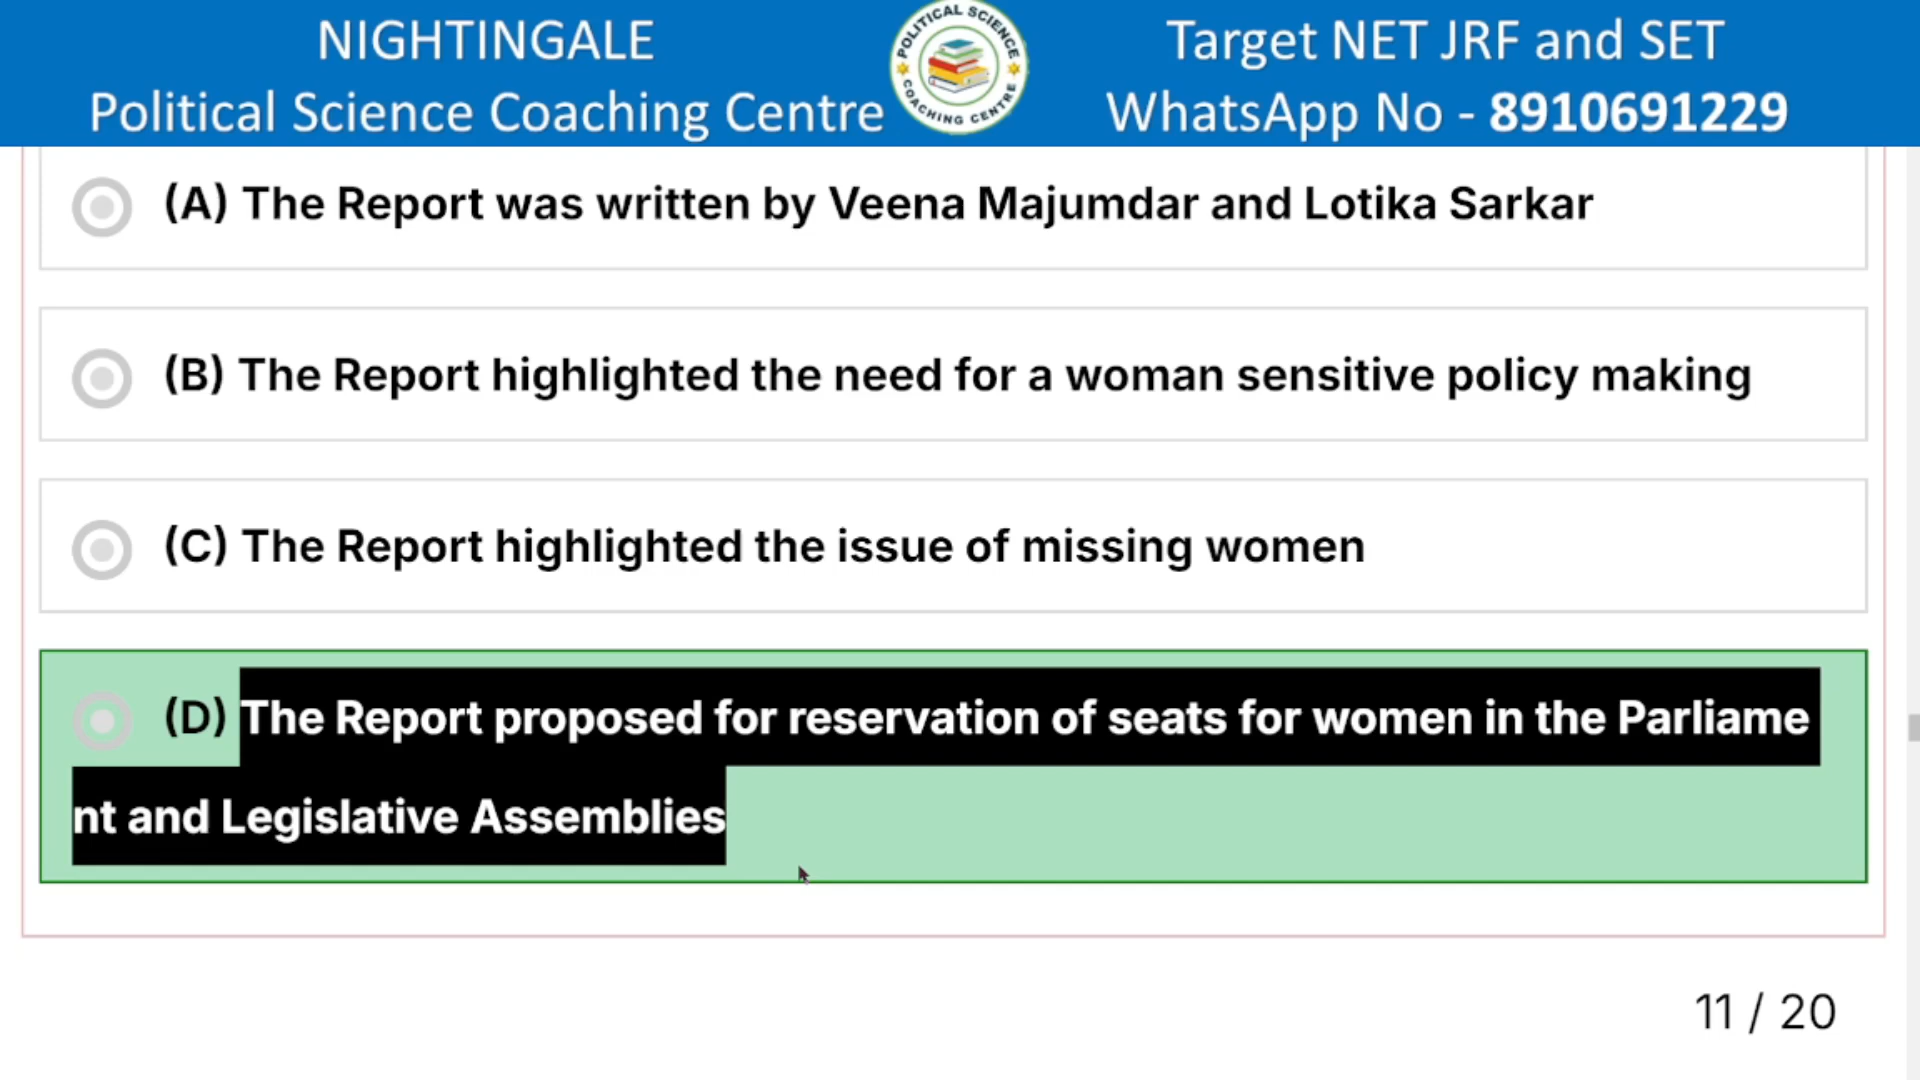 NIGHTINGALE
Political Science Coaching Centre
POLITICAL SCIENCE
COACHING CENTRE
Target NET JRF and SET
WhatsApp No - 8910691229
(A) The Report was written by Veena Majumdar and Lotika Sarkar
(B) The Report highlighted the need for a woman sensitive policy making
(C) The Report highlighted the issue of missing women
(D) The Report proposed for reservation of seats for women in the Parliame
nt and Legislative Assemblies
11 / 20